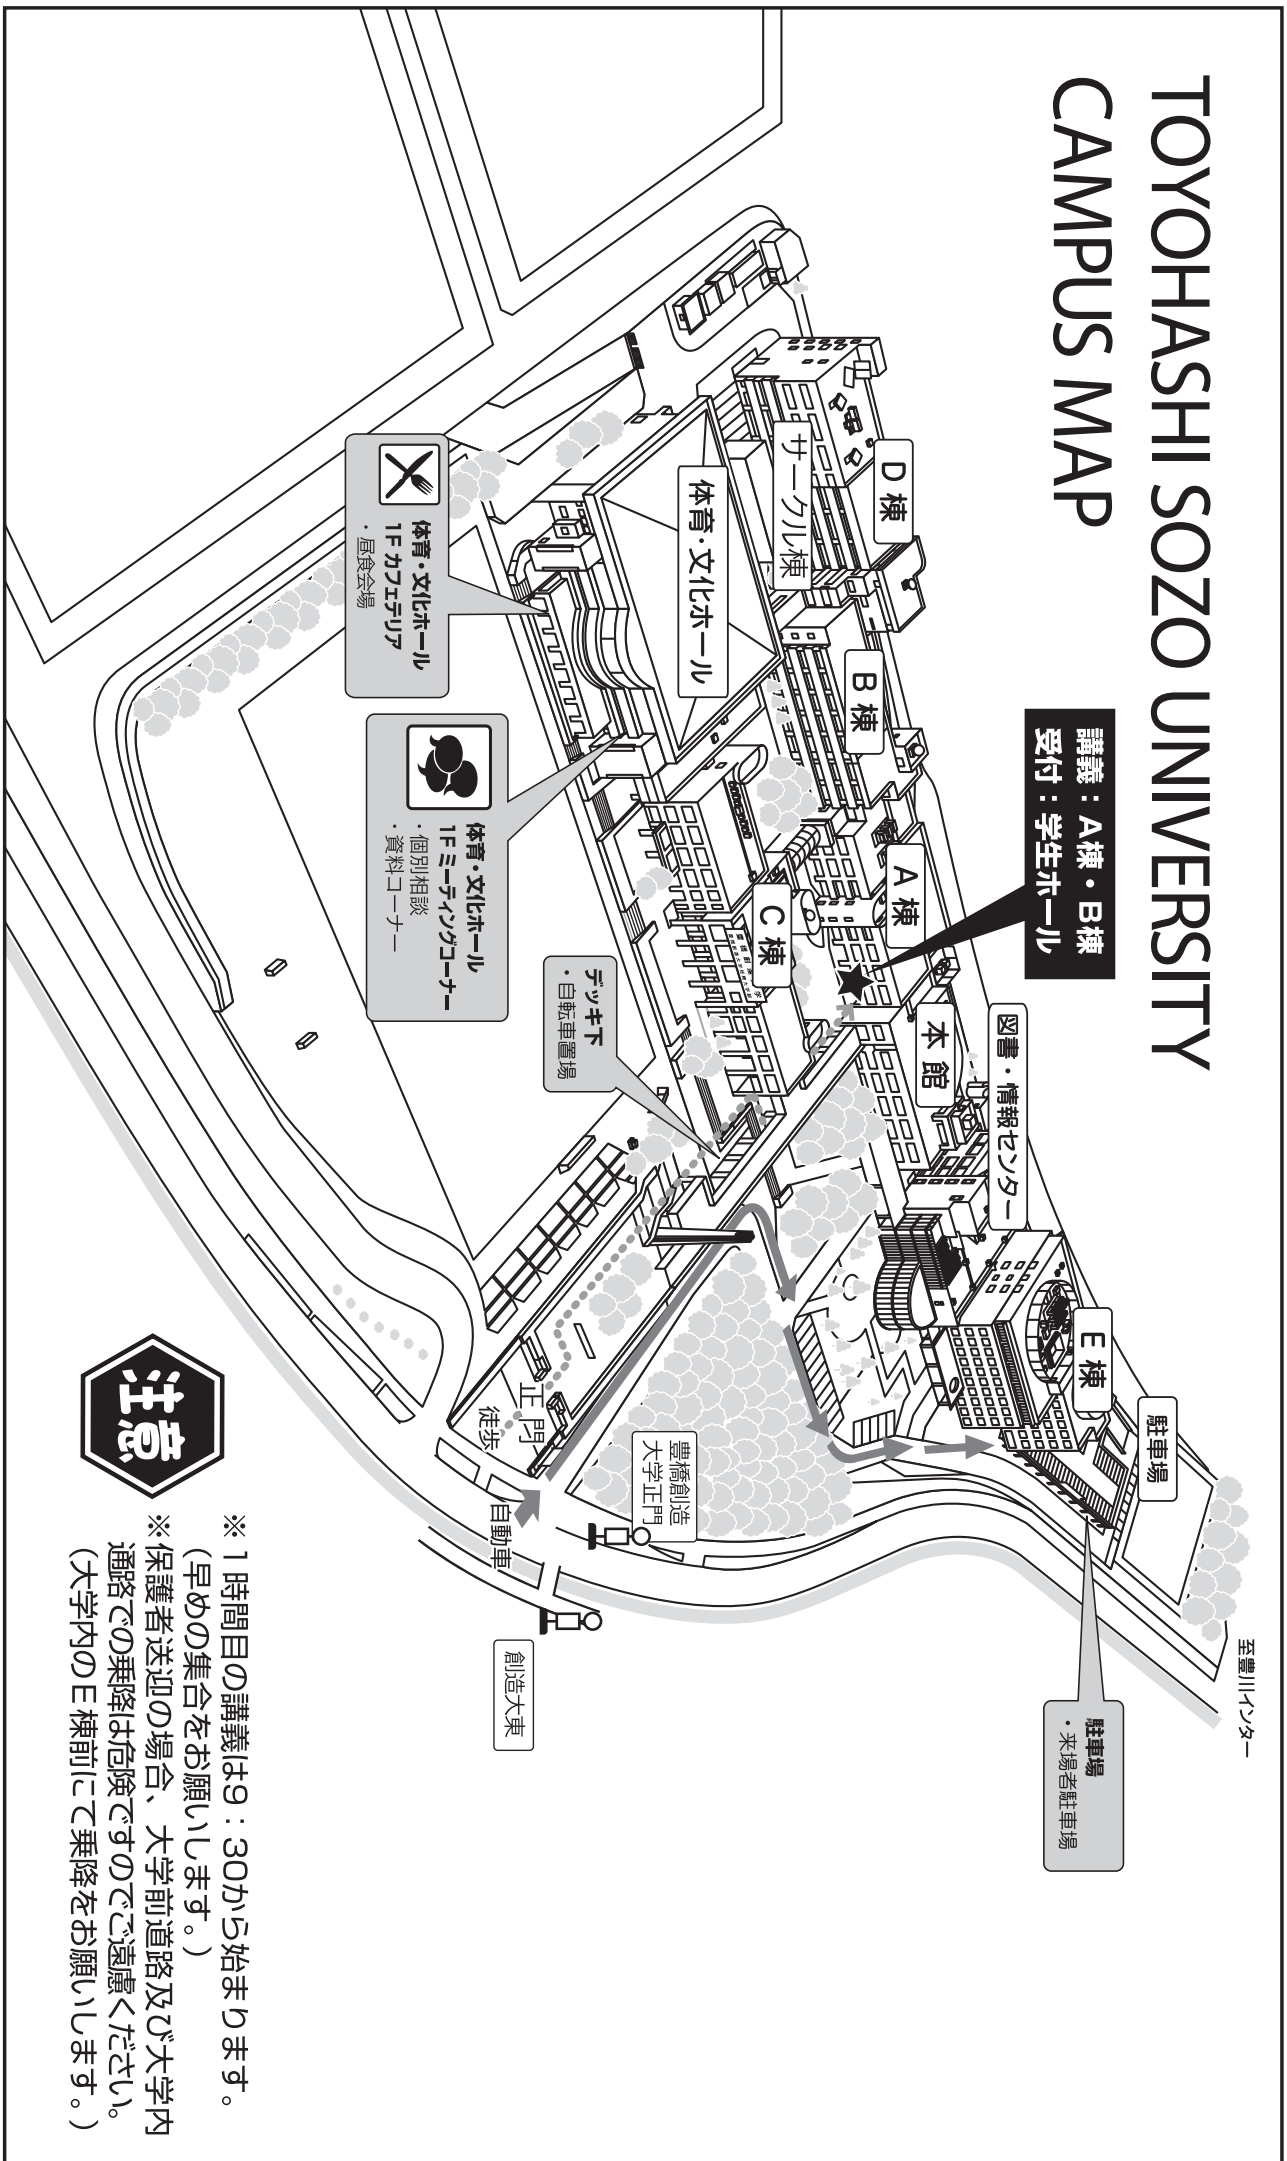 TOYOHASHI SOZO UNIVERSITY
CAMPUS MAP
講義：A棟・B棟
受付：学生ホール
D棟
サークル棟
体育・文化ホール
B棟
A棟
C棟
本館
図書・情報センター
E棟
駐車場
至豊川インター
駐車場
・来場者駐車場
体育・文化ホール
1F カフェテリア
・昼食会場
体育・文化ホール
1F ミーティングコーナー
・個別相談
・資料コーナー
デッキ下
・自転車置場
正門
徒歩
自動車
豊橋創造
大学正門
創造大東
注意
※1時間目の講義は9：30から始まります。
（早めの集合をお願いします。）
※保護者送迎の場合、大学前道路及び大学内
通路での乗降は危険ですのでご遠慮ください。
（大学内のE棟前にて乗降をお願いします。）